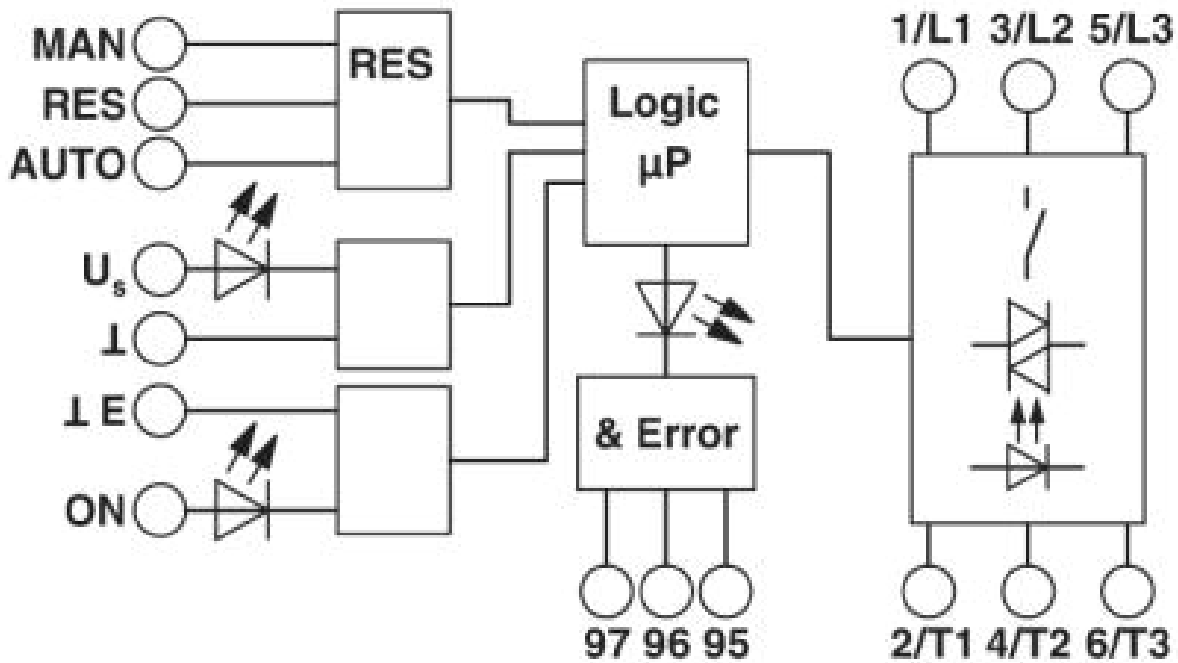 MAN
RES
AUTO
RES
Logic
µP
1/L1 3/L2 5/L3
Us
⊥
⊥ E
ON
& Error
97 96 95
2/T1 4/T2 6/T3